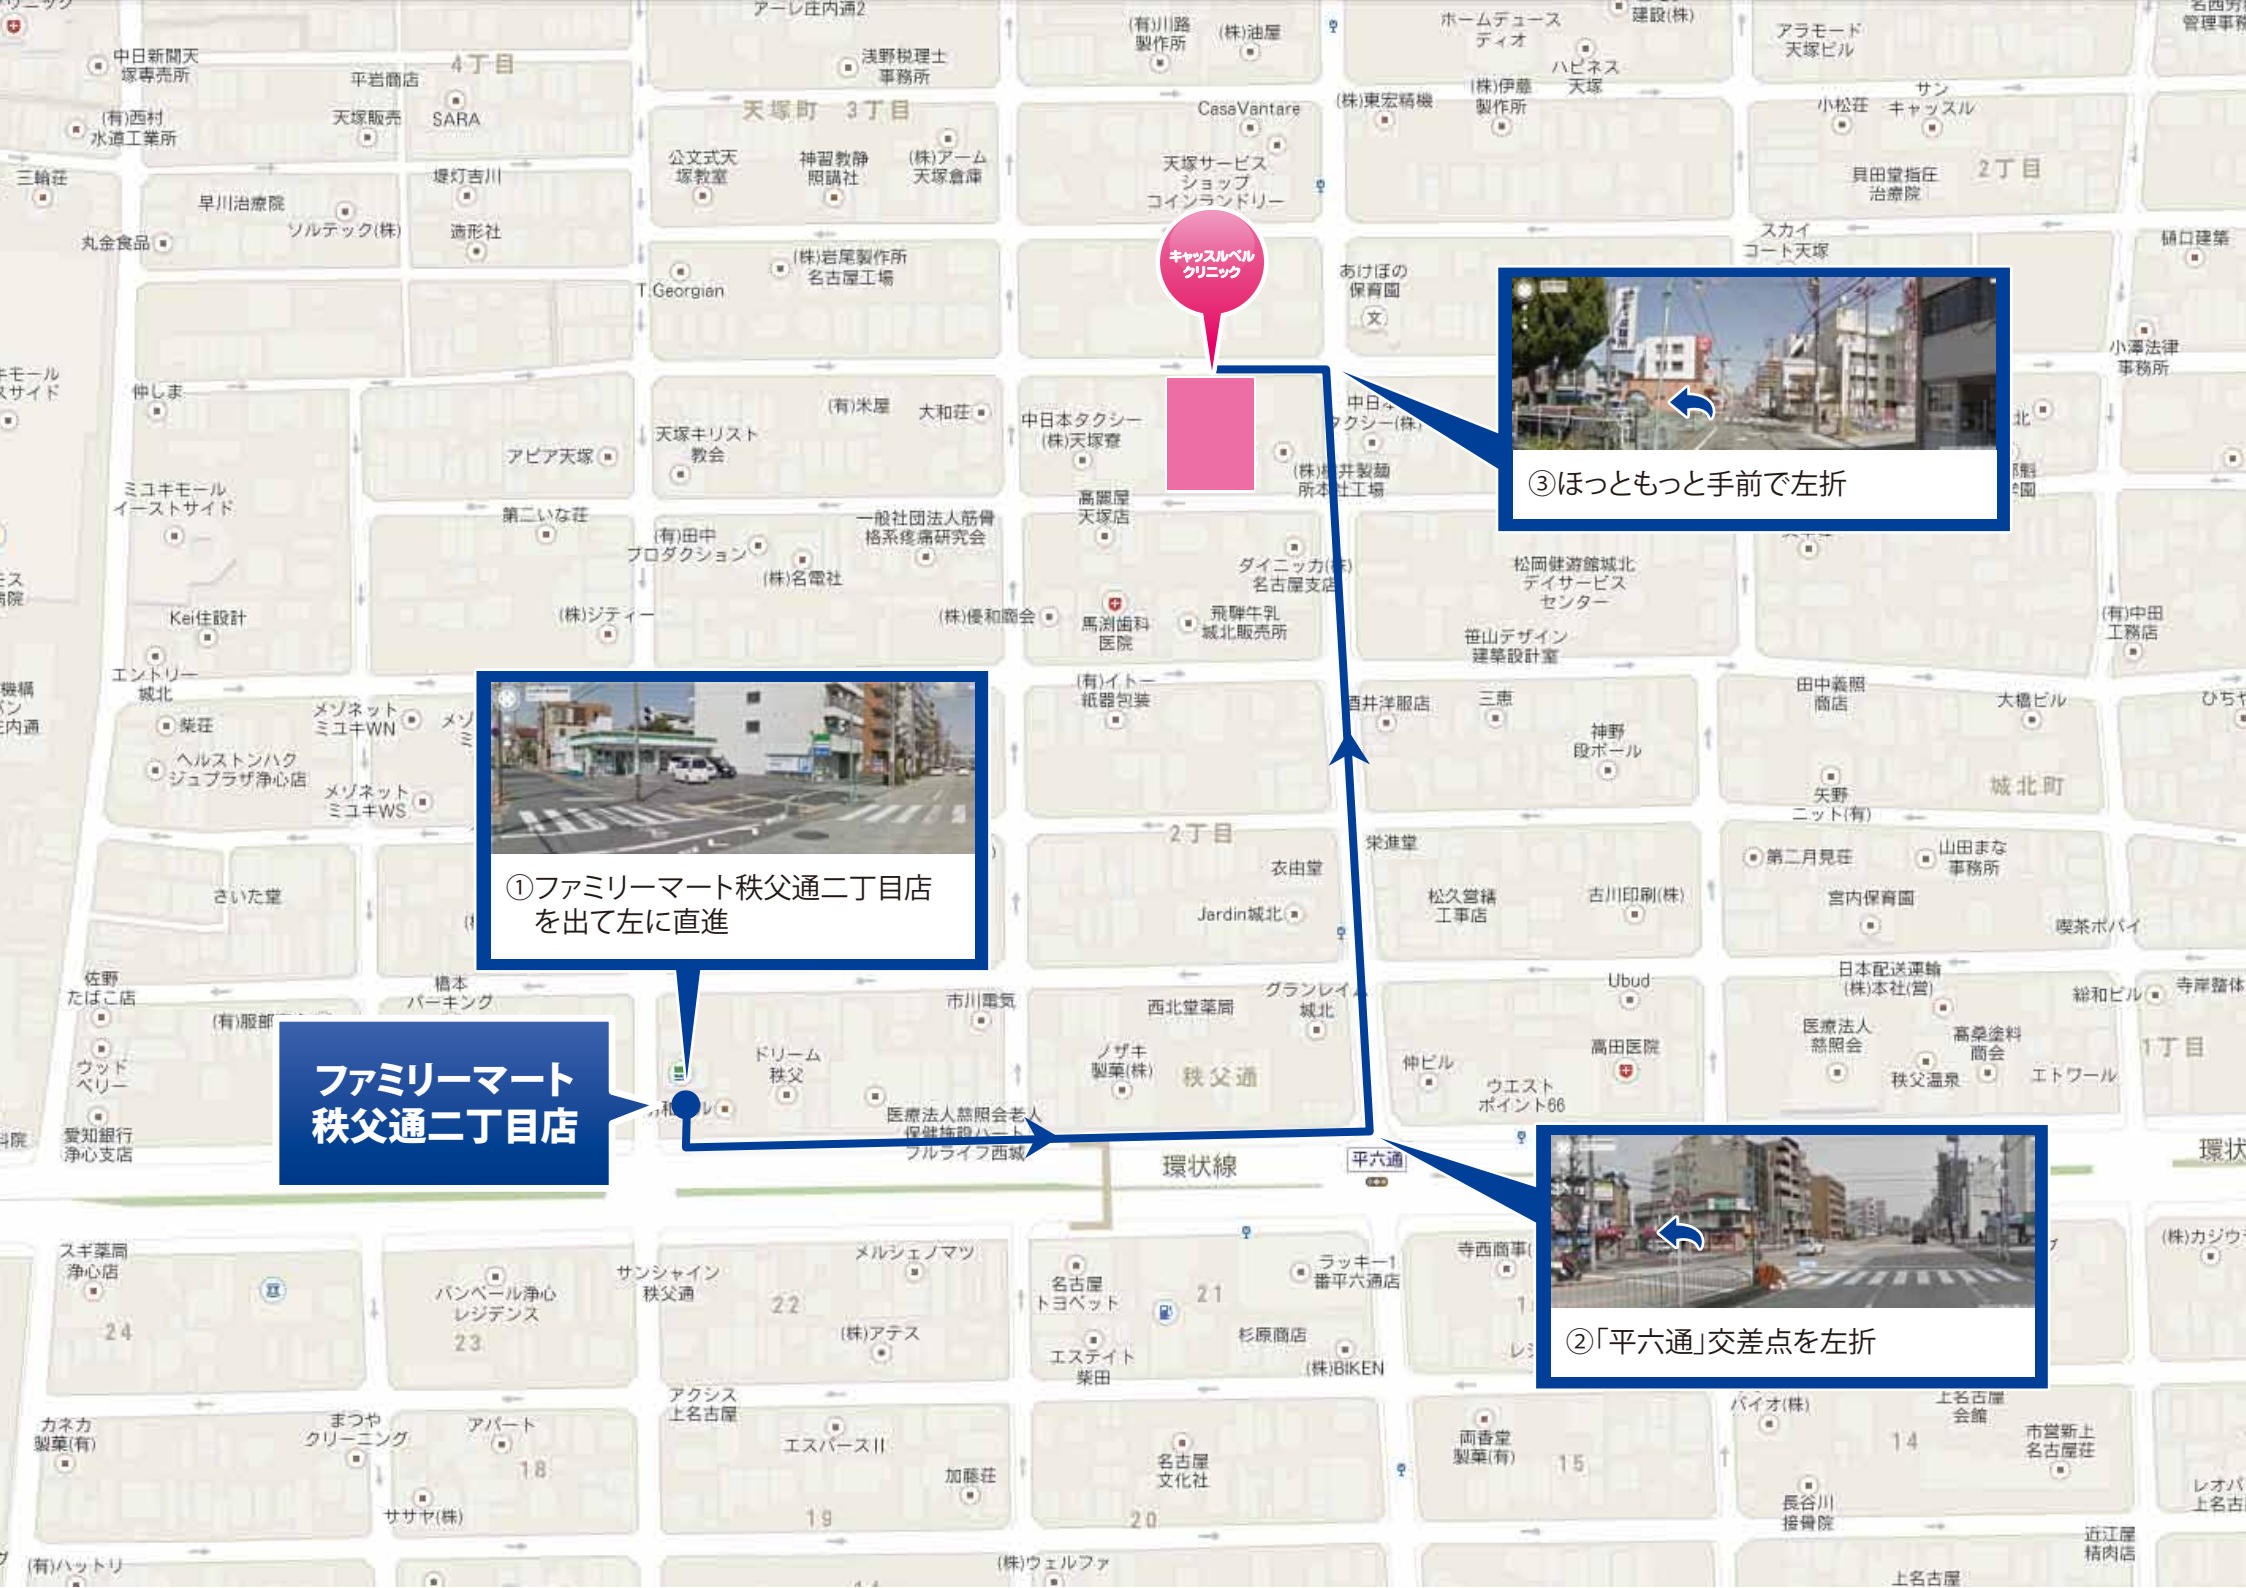 アーレ庄内通2
(有)川路
製作所
(株)油屋
ホームデュース
ディオ
建設(株)
アラモード
天塚ビル
管理事務
中日新聞天
塚専売所
平岩商店
4丁目
浅野税理士
事務所
ハピネス
天塚
(有)西村
水道工業所
天塚販売
SARA
天塚町 3丁目
CasaVantare
(株)東宏精機
(株)伊藤
製作所
小松荘
サン
キャッスル
三輪荘
早川治療院
堤灯吉川
公文式天
塚教室
神習教静
照講社
(株)アーム
天塚倉庫
天塚サービス
ショップ
コインランドリー
貝田堂指圧
治療院
2丁目
丸金食品
ソルテック(株)
造形社
(株)岩尾製作所
名古屋工場
T.Georgian
キャッスルベル
クリニック
あけぼの
保育園
文
スカイ
コート天塚
樋口建築
小澤法律
事務所
③ほっともっと手前で左折
キモール
スサイド
仲しま
(有)米屋
大和荘
中日本タクシー
(株)天塚寮
天塚キリスト
教会
アピア天塚
ミユキモール
イーストサイド
第二いな荘
(有)田中
プロダクション
(株)名電社
一般社団法人筋骨
格系疼痛研究会
高麗屋
天塚店
ダイニッカ(株)
名古屋支店
松岡健遊館城北
デイサービス
センター
Kei住設計
(株)ジティー
(株)優和商会
馬渕歯科
医院
飛騨牛乳
城北販売所
笹山デザイン
建築設計室
(有)中田
工務店
エントリー
城北
柴荘
メゾネット
ミユキWN
ヘルストンハク
ジュプラザ浄心店
メゾネット
ミユキWS
(有)イトー
紙器包装
酒井洋服店
三恵
神野
段ボール
田中義照
商店
大橋ビル
矢野
ニット(有)
城北町
①ファミリーマート秩父通二丁目店
を出て左に直進
2丁目
衣由堂
Jardin城北
栄進堂
松久営繕
工事店
古川印刷(株)
第二月見荘
山田まな
事務所
宮内保育園
喫茶ポパイ
さいた堂
佐野
たばこ店
橋本
パーキング
(有)服部
市川電気
西北堂薬局
グランレイム
城北
Ubud
日本配送運輸
(株)本社(営)
総和ビル
寺岸整体
ファミリーマート
秩父通二丁目店
ウッド
ベリー
愛知銀行
浄心支店
ドリーム
秩父
医療法人慈照会老人
保健施設ハート
フルライフ西城
ノザキ
製菓(株)
秩父通
仲ビル
高田医院
ウエスト
ポイント66
医療法人
慈照会
高桑塗料
商会
秩父温泉
エトワール
1丁目
環状線
平六通
環状
②「平六通」交差点を左折
スギ薬局
浄心店
24
バンベール浄心
レジデンス
23
サンシャイン
秩父通
メルシェノマツ
22
(株)アテス
名古屋
トヨペット
21
ラッキー1
番平六通店
杉原商店
エステイト
柴田
(株)BIKEN
寺西商事(
(株)カジウ
カネカ
製菓(有)
まつや
クリーニング
アパート
18
ササヤ(株)
アクシス
上名古屋
エスパースII
加藤荘
19
名古屋
文化社
20
両香堂
製菓(有)
15
バイオ(株)
上名古屋
会館
14
市営新上
名古屋荘
長谷川
接骨院
近江屋
精肉店
(有)ハットリ
(株)ウェルファ
上名古屋